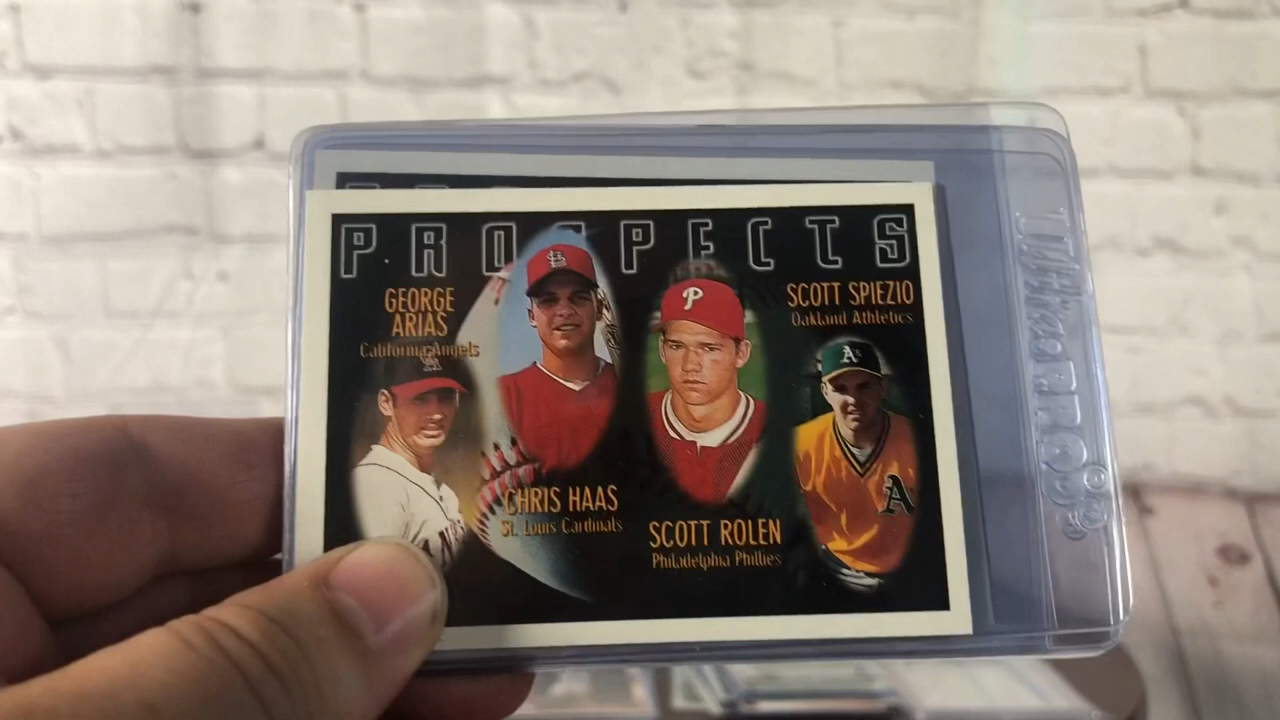 PROSPECTS
GEORGE
ARIAS
California Angels
CHRIS HAAS
St. Louis Cardinals
SCOTT ROLEN
Philadelphia Phillies
SCOTT SPIEZIO
Oakland Athletics
P
A's
A
Ultra PRO®